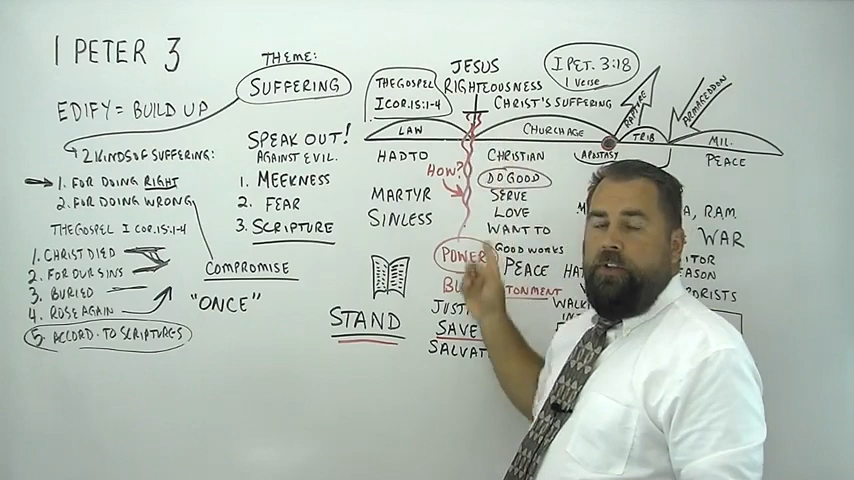 1 PETER 3
THEME:
SUFFERING
EDIFY = BUILD UP
2 KINDS OF SUFFERING:
1. FOR DOING RIGHT
2. FOR DOING WRONG
THE GOSPEL I COR. 15:1-4
1. CHRIST DIED
2. FOR OUR SINS
3. BURIED
4. ROSE AGAIN
5. ACCORD. TO SCRIPTURES
SPEAK OUT!
AGAINST EVIL.
1. MEEKNESS
2. FEAR
3. SCRIPTURE
COMPROMISE
"ONCE"
THE GOSPEL
I COR. 15:1-4
JESUS
RIGHTEOUSNESS
CHRIST'S SUFFERING
I PET. 3:18
1 VERSE
RAPTURE
ARMAGEDDON
LAW
CHURCH AGE
TRIB
MIL.
APOSTASY
PEACE
HAD TO
MARTYR
SINLESS
STAND
HOW?
POWER
CHRISTIAN
DO GOOD
SERVE
LOVE
WANT TO
GOOD WORKS
PEACE
TONEMENT
SAVE
SALVAT
RAM.
WAR